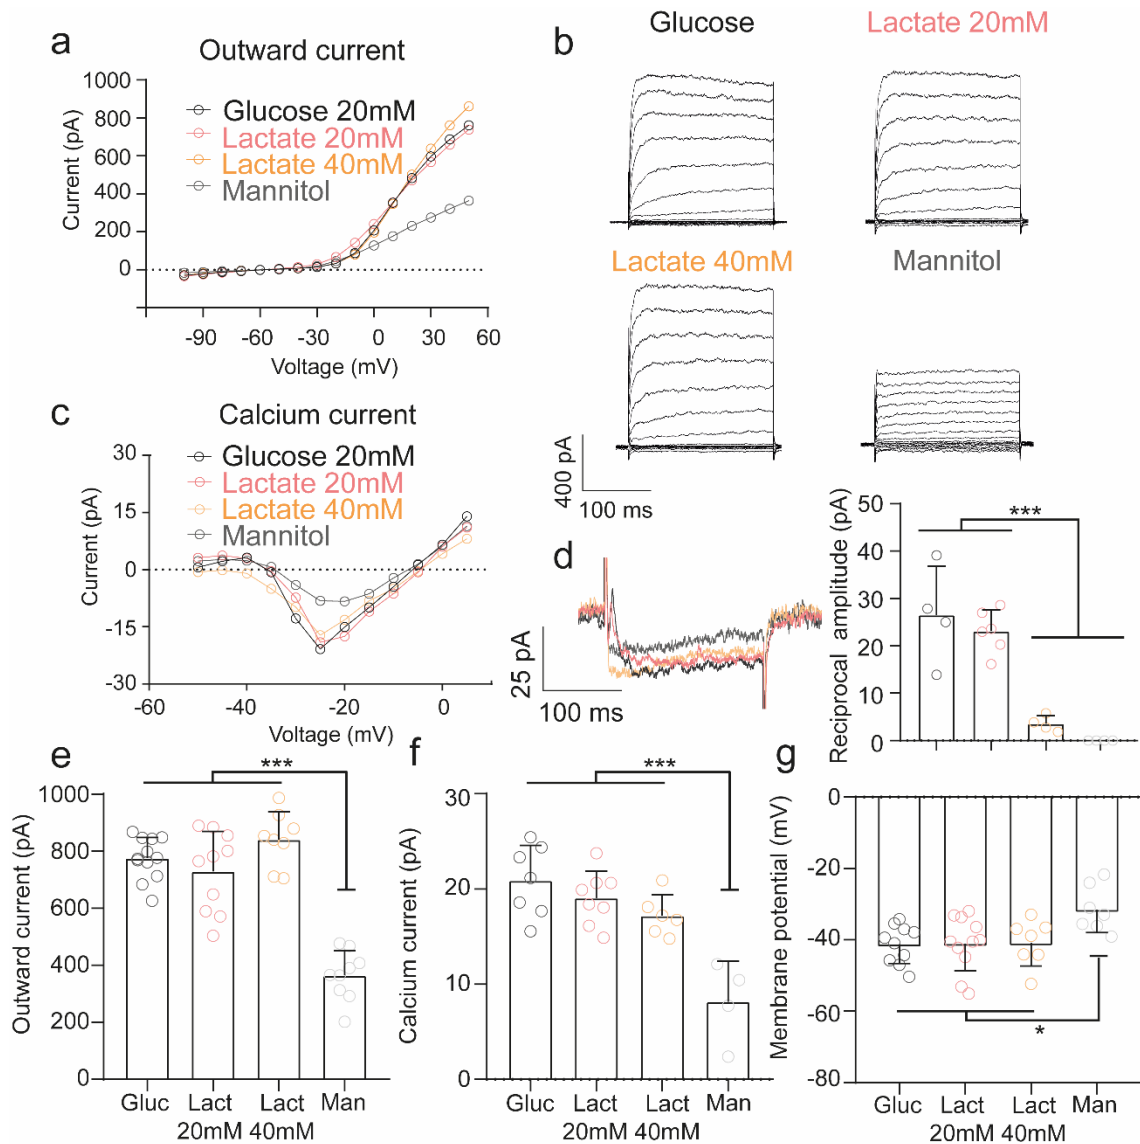 a
Outward current
1000
800
600
400
200
0
Current (pA)
Glucose 20mM
Lactate 20mM
Lactate 40mM
Mannitol
-90
-60
-30
0
30
60
Voltage (mV)
b
Glucose
Lactate 20mM
Lactate 40mM
Mannitol
400 pA
100 ms
c
Calcium current
30
15
0
-15
-30
Current (pA)
Glucose 20mM
Lactate 20mM
Lactate 40mM
Mannitol
-60
-40
-20
0
Voltage (mV)
d
25 pA
100 ms
50
40
30
20
10
0
Reciprocal amplitude (pA)
***
e
1000
800
600
400
200
0
Outward current (pA)
***
Gluc
Lact
Lact
Man
20mM 40mM
f
30
20
10
0
Calcium current (pA)
***
Gluc
Lact
Lact
Man
20mM 40mM
g
0
-20
-40
-60
-80
Membrane potential (mV)
*
Gluc
Lact
Lact
Man
20mM 40mM